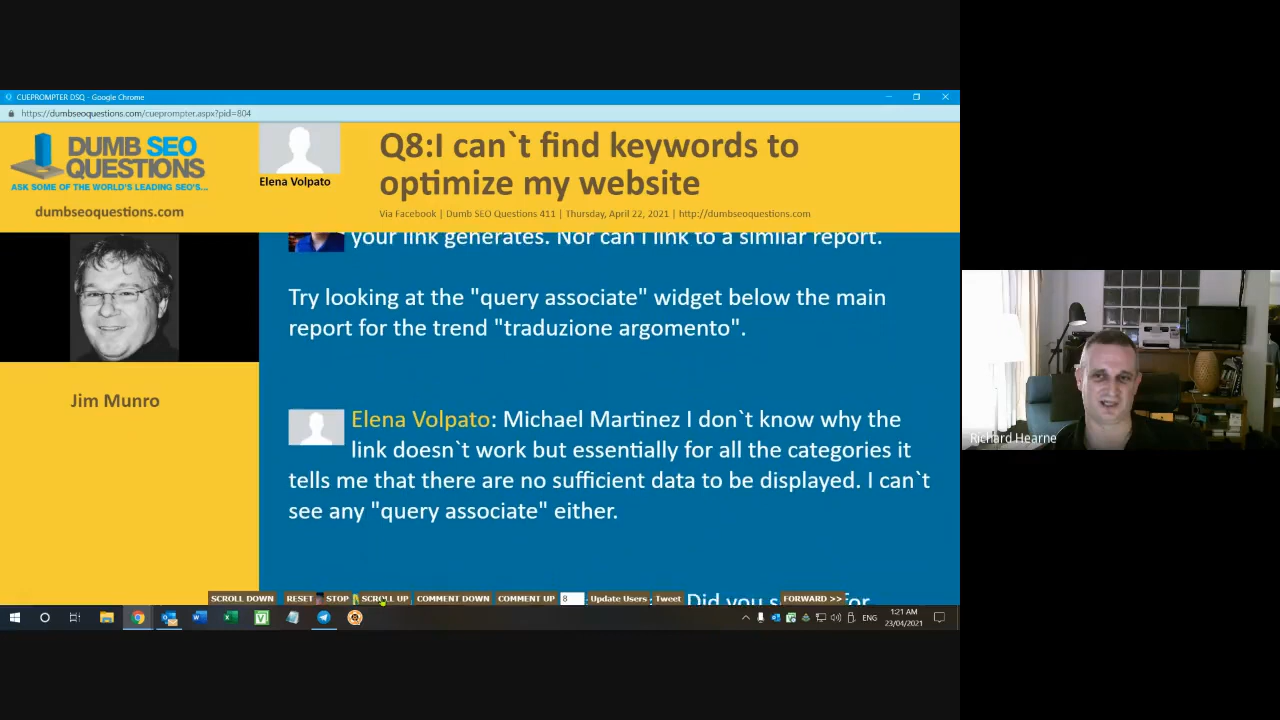 CUEPROMPTER DSQ - Google Chrome
https://dumbseoquestions.com/cueprompter.aspx?pid=804
DUMB SEO
QUESTIONS
ASK SOME OF THE WORLD'S LEADING SEO'S...
dumbseoquestions.com
Elena Volpato
Q8:I can`t find keywords to
optimize my website
Via Facebook | Dumb SEO Questions 411 | Thursday, April 22, 2021 | http://dumbseoquestions.com
Jim Munro
your link generates. Nor can I link to a similar report.
Try looking at the "query associate" widget below the main
report for the trend "traduzione argomento".
Elena Volpato: Michael Martinez I don`t know why the
link doesn`t work but essentially for all the categories it
tells me that there are no sufficient data to be displayed. I can`t
see any "query associate" either.
Did you
SCROLL DOWN RESET STOP SCROLL UP COMMENT DOWN COMMENT UP 8 Update Users Tweet FORWARD >>
ENG
1:21 AM
23/04/2021
Richard Hearne